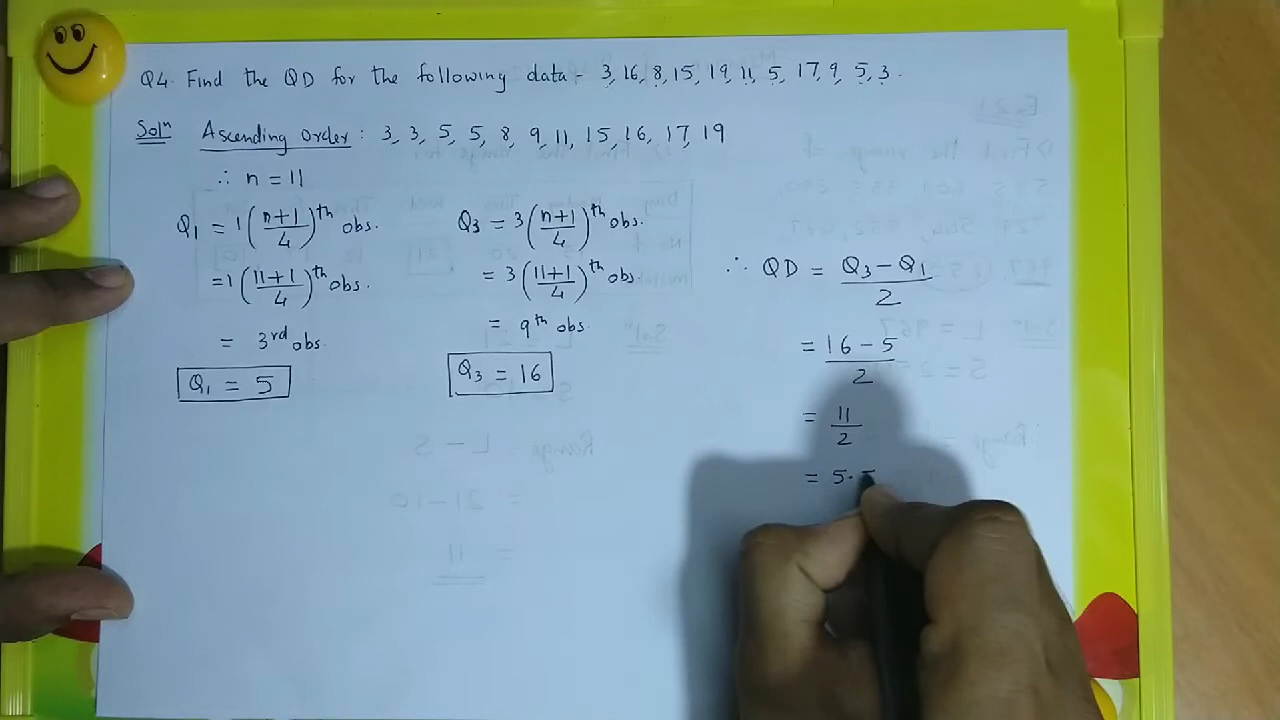 Q4. Find the QD for the following data - 3, 16, 8, 15, 19, 11, 5, 17, 9, 5, 3.
Solⁿ Ascending order : 3, 3, 5, 5, 8, 9, 11, 15, 16, 17, 19
∴ n = 11
Q₁ = 1 ((n+1)/4)ᵗʰ obs.
= 1 ((11+1)/4)ᵗʰ obs.
= 3ʳᵈ obs.
Q₁ = 5
Q₃ = 3 ((n+1)/4)ᵗʰ obs.
= 3 ((11+1)/4)ᵗʰ obs.
= 9ᵗʰ obs.
Q₃ = 16
∴ QD = (Q₃ - Q₁)/2
= (16 - 5)/2
= 11/2
= 5.5